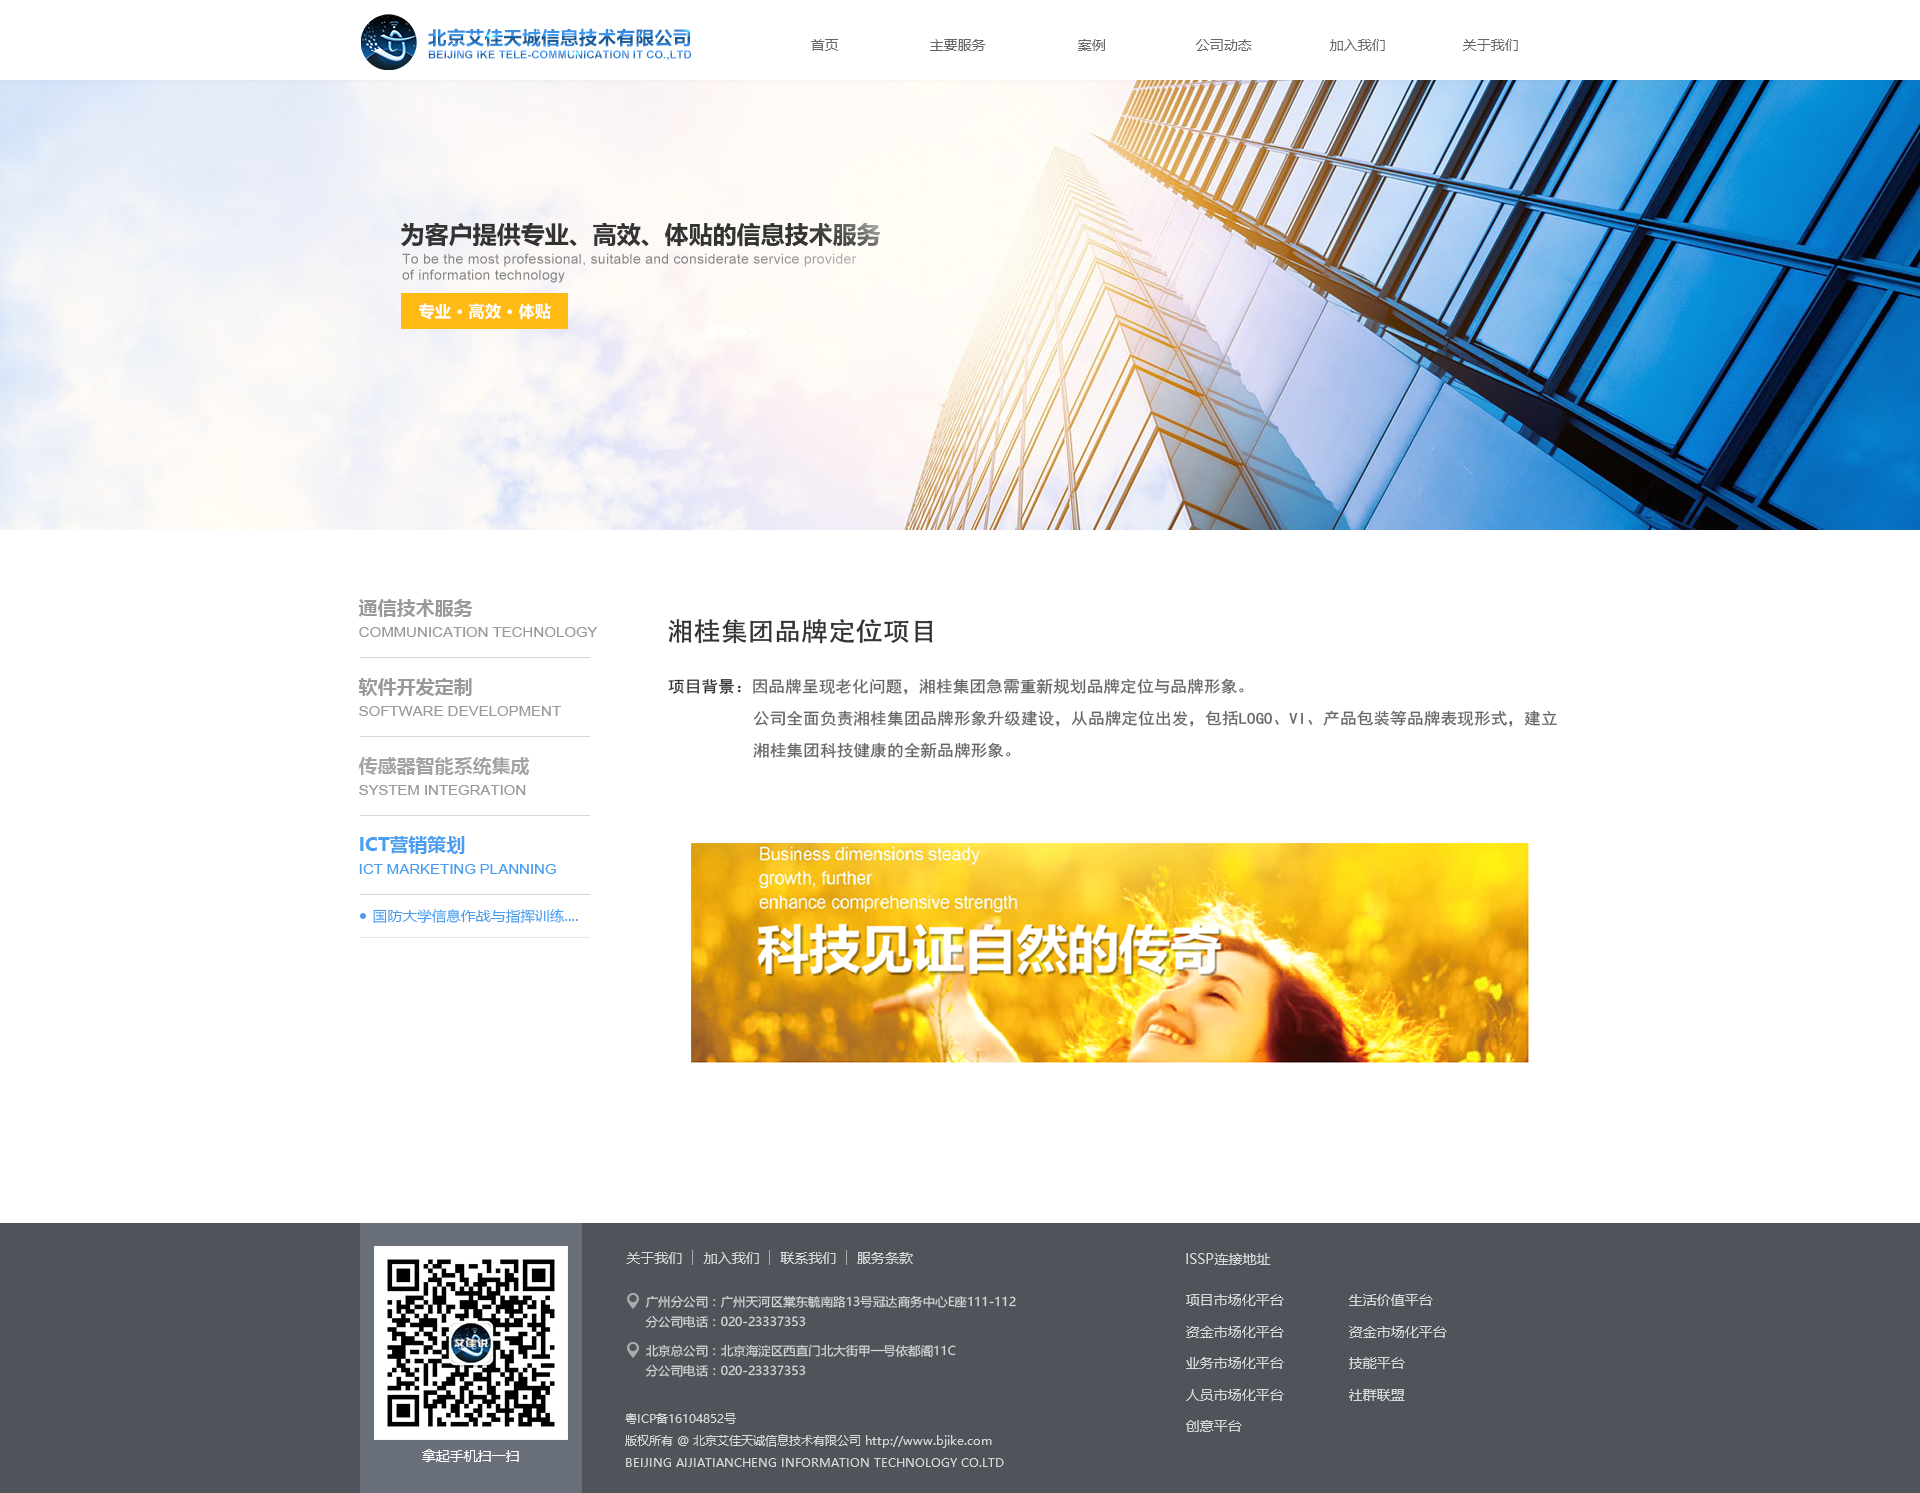 北京艾佳天诚信息技术有限公司
BEIJING IKE TELE-COMMUNICATION IT CO.,LTD
首页
主要服务
案例
公司动态
加入我们
关于我们
为客户提供专业、高效、体贴的信息技术服务
To be the most professional, suitable and considerate service provider
of information technology
专业·高效·体贴
通信技术服务
COMMUNICATION TECHNOLOGY
软件开发定制
SOFTWARE DEVELOPMENT
传感器智能系统集成
SYSTEM INTEGRATION
ICT营销策划
ICT MARKETING PLANNING
• 国防大学信息作战与指挥训练....
湘桂集团品牌定位项目
项目背景：因品牌呈现老化问题，湘桂集团急需重新规划品牌定位与品牌形象。
公司全面负责湘桂集团品牌形象升级建设，从品牌定位出发，包括LOGO、VI、产品包装等品牌表现形式，建立
湘桂集团科技健康的全新品牌形象。
Business dimensions steady
growth, further
enhance comprehensive strength
科技见证自然的传奇
艾佳说
拿起手机扫一扫
关于我们 | 加入我们 | 联系我们 | 服务条款
广州分公司：广州天河区棠东毓南路13号冠达商务中心E座111-112
分公司电话：020-23337353
北京总公司：北京海淀区西直门北大街甲一号依都阁11C
分公司电话：020-23337353
粤ICP备16104852号
版权所有 @ 北京艾佳天诚信息技术有限公司 http://www.bjike.com
BEIJING AIJIATIANCHENG INFORMATION TECHNOLOGY CO.LTD
ISSP连接地址
项目市场化平台
生活价值平台
资金市场化平台
资金市场化平台
业务市场化平台
技能平台
人员市场化平台
社群联盟
创意平台